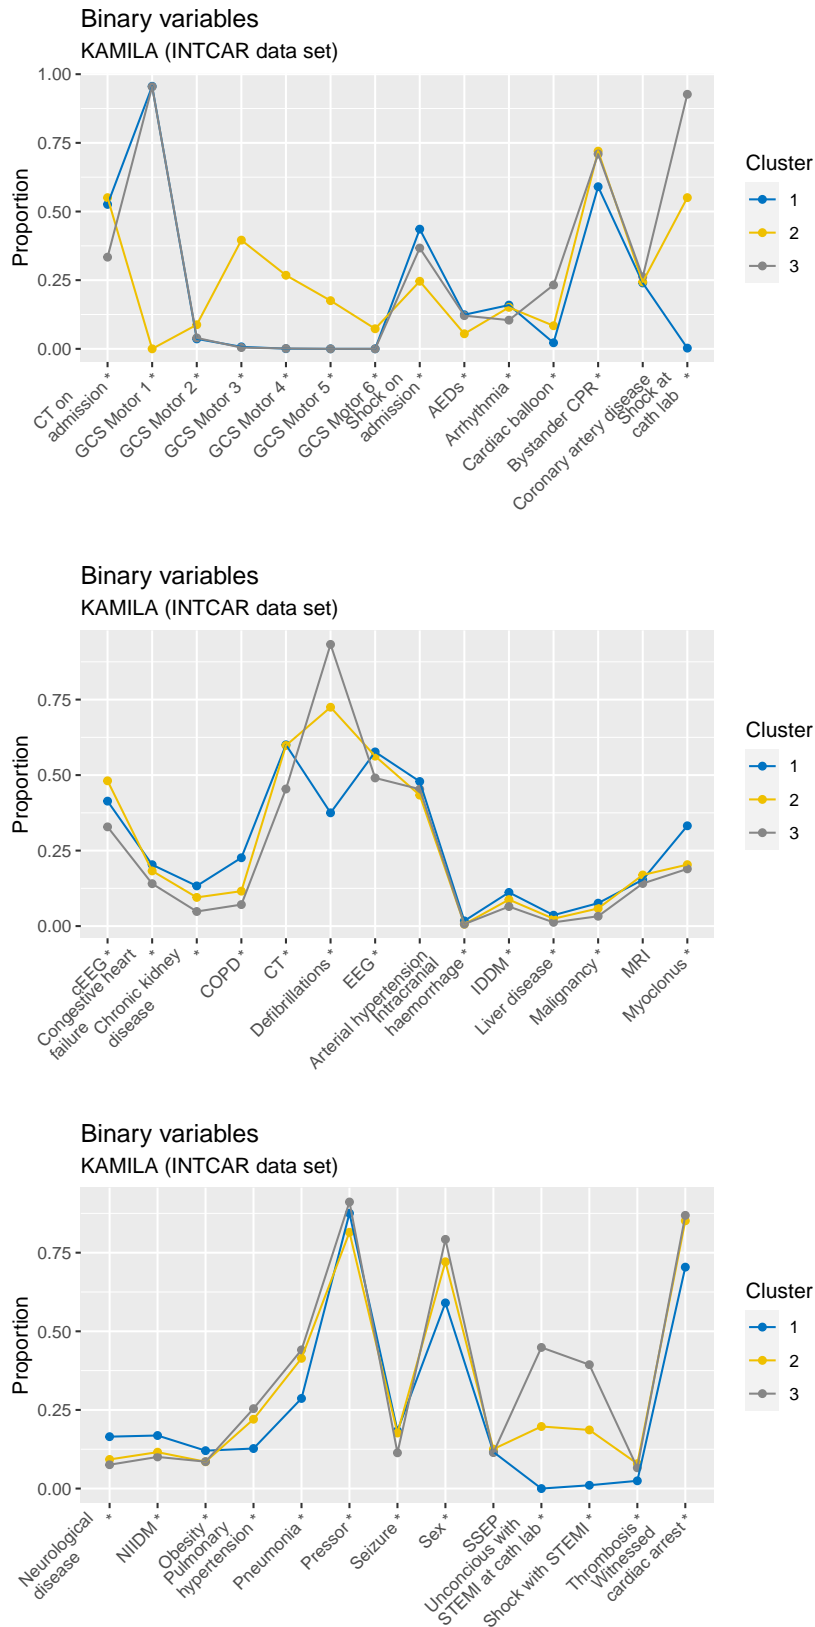 Binary variables
KAMILA (INTCAR data set)
1.00
0.75
0.50
0.25
0.00
Proportion
CT on
admission *
GCS Motor 1 *
GCS Motor 2 *
GCS Motor 3 *
GCS Motor 4 *
GCS Motor 5 *
GCS Motor 6 *
Shock on
admission *
AEDs *
Arrhythmia *
Cardiac balloon *
Bystander CPR *
Coronary artery disease
Shock at
cath lab *
Cluster
1
2
3
Binary variables
KAMILA (INTCAR data set)
0.75
0.50
0.25
0.00
Proportion
cEEG *
Congestive heart *
failure
Chronic kidney *
disease
COPD *
CT *
Defibrillations *
EEG *
Arterial hypertension
Intracranial
haemorrhage *
IDDM *
Liver disease *
Malignancy *
MRI
Myoclonus *
Cluster
1
2
3
Binary variables
KAMILA (INTCAR data set)
0.75
0.50
0.25
0.00
Proportion
Neurological *
disease
NIIDM *
Obesity *
Pulmonary
hypertension *
Pneumonia *
Pressor *
Seizure *
Sex *
SSEP
Unconcious with
STEMI at cath lab *
Shock with STEMI *
Thrombosis *
Witnessed
cardiac arrest *
Cluster
1
2
3